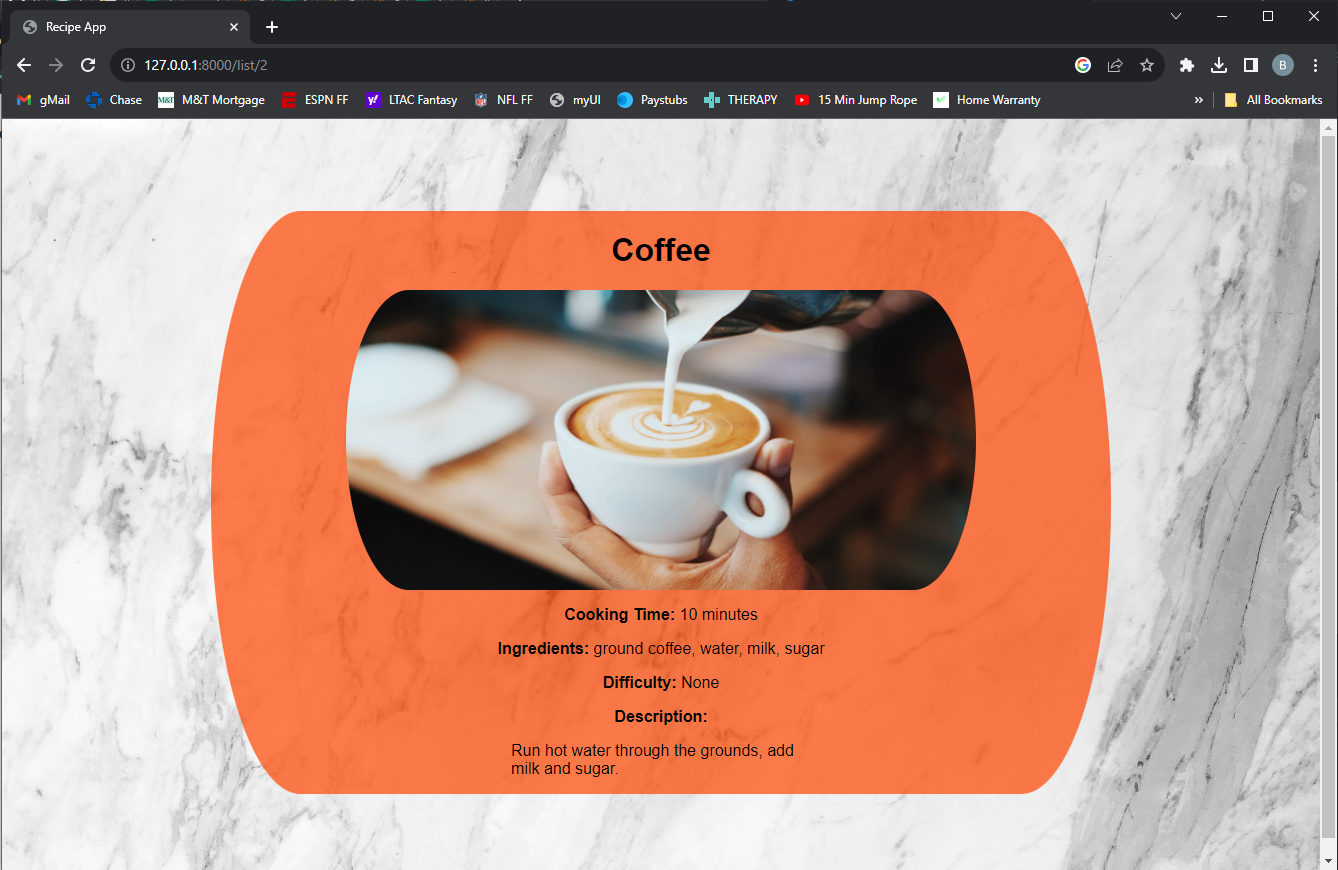 Recipe App
127.0.0.1:8000/list/2
B
gMail Chase M&T Mortgage ESPN FF LTAC Fantasy NFL FF myUI Paystubs THERAPY 15 Min Jump Rope Home Warranty » All Bookmarks
Coffee
Cooking Time: 10 minutes
Ingredients: ground coffee, water, milk, sugar
Difficulty: None
Description:
Run hot water through the grounds, add
milk and sugar.